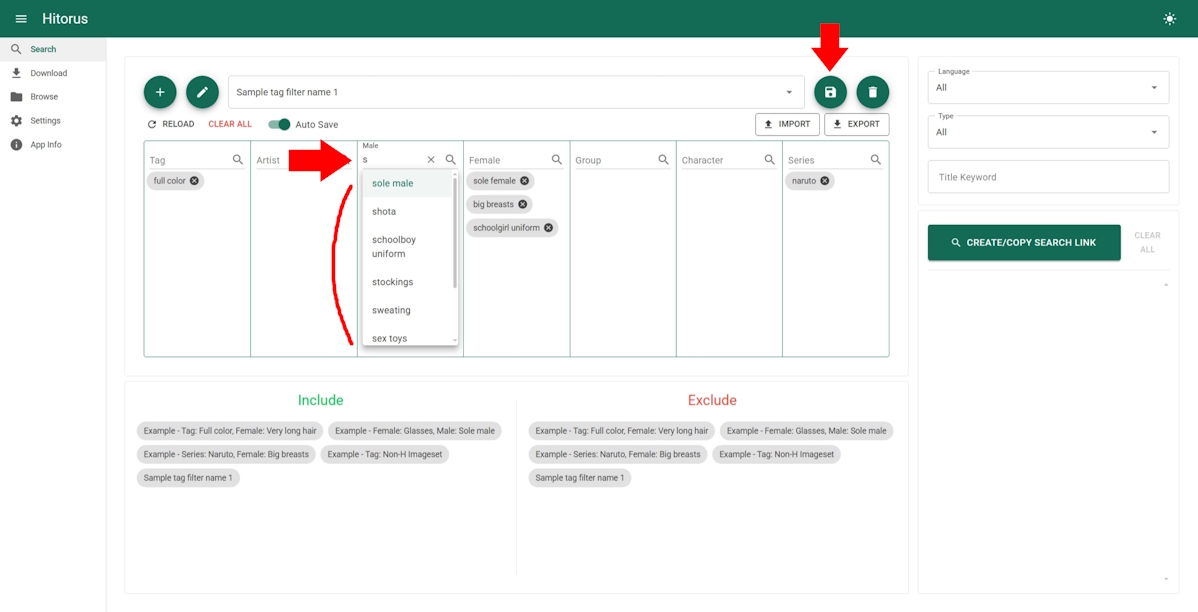 Hitorus
Search
Download
Browse
Settings
App Info
Sample tag filter name 1
RELOAD CLEAR ALL Auto Save IMPORT EXPORT
Male
Tag Artist s Female Group Character Series
full color
sole female
big breasts
schoolgirl uniform
naruto
sole male
shota
schoolboy
uniform
stockings
sweating
sex toys
Language
All
Type
All
Title Keyword
CREATE/COPY SEARCH LINK
CLEAR
ALL
Include
Example - Tag: Full color, Female: Very long hair
Example - Female: Glasses, Male: Sole male
Example - Series: Naruto, Female: Big breasts
Example - Tag: Non-H Imageset
Sample tag filter name 1
Exclude
Example - Tag: Full color, Female: Very long hair
Example - Female: Glasses, Male: Sole male
Example - Series: Naruto, Female: Big breasts
Example - Tag: Non-H Imageset
Sample tag filter name 1